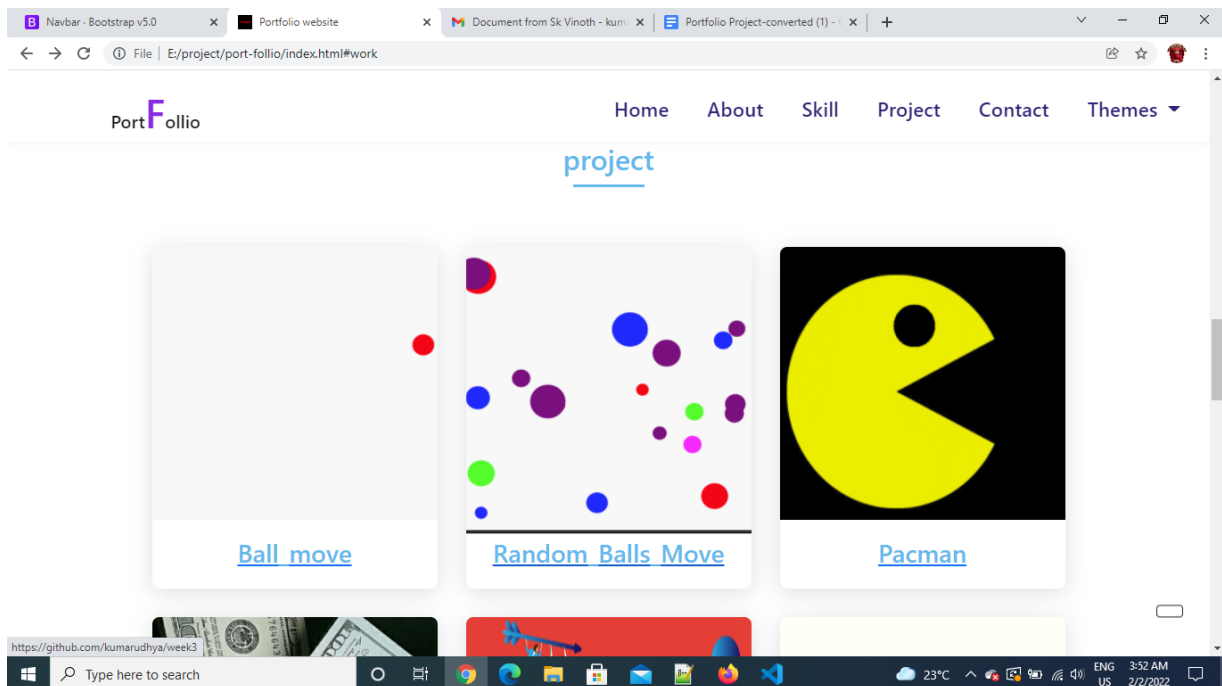 B Navbar · Bootstrap v5.0
Portfolio website
Document from Sk Vinoth - kum
Portfolio Project-converted (1) -
File | E:/project/port-follio/index.html#work
PortFollio
Home About Skill Project Contact Themes
project
Ball_move
Random_Balls_Move
Pacman
https://github.com/kumarudhya/week3
Type here to search
23°C
ENG
US
3:52 AM
2/2/2022